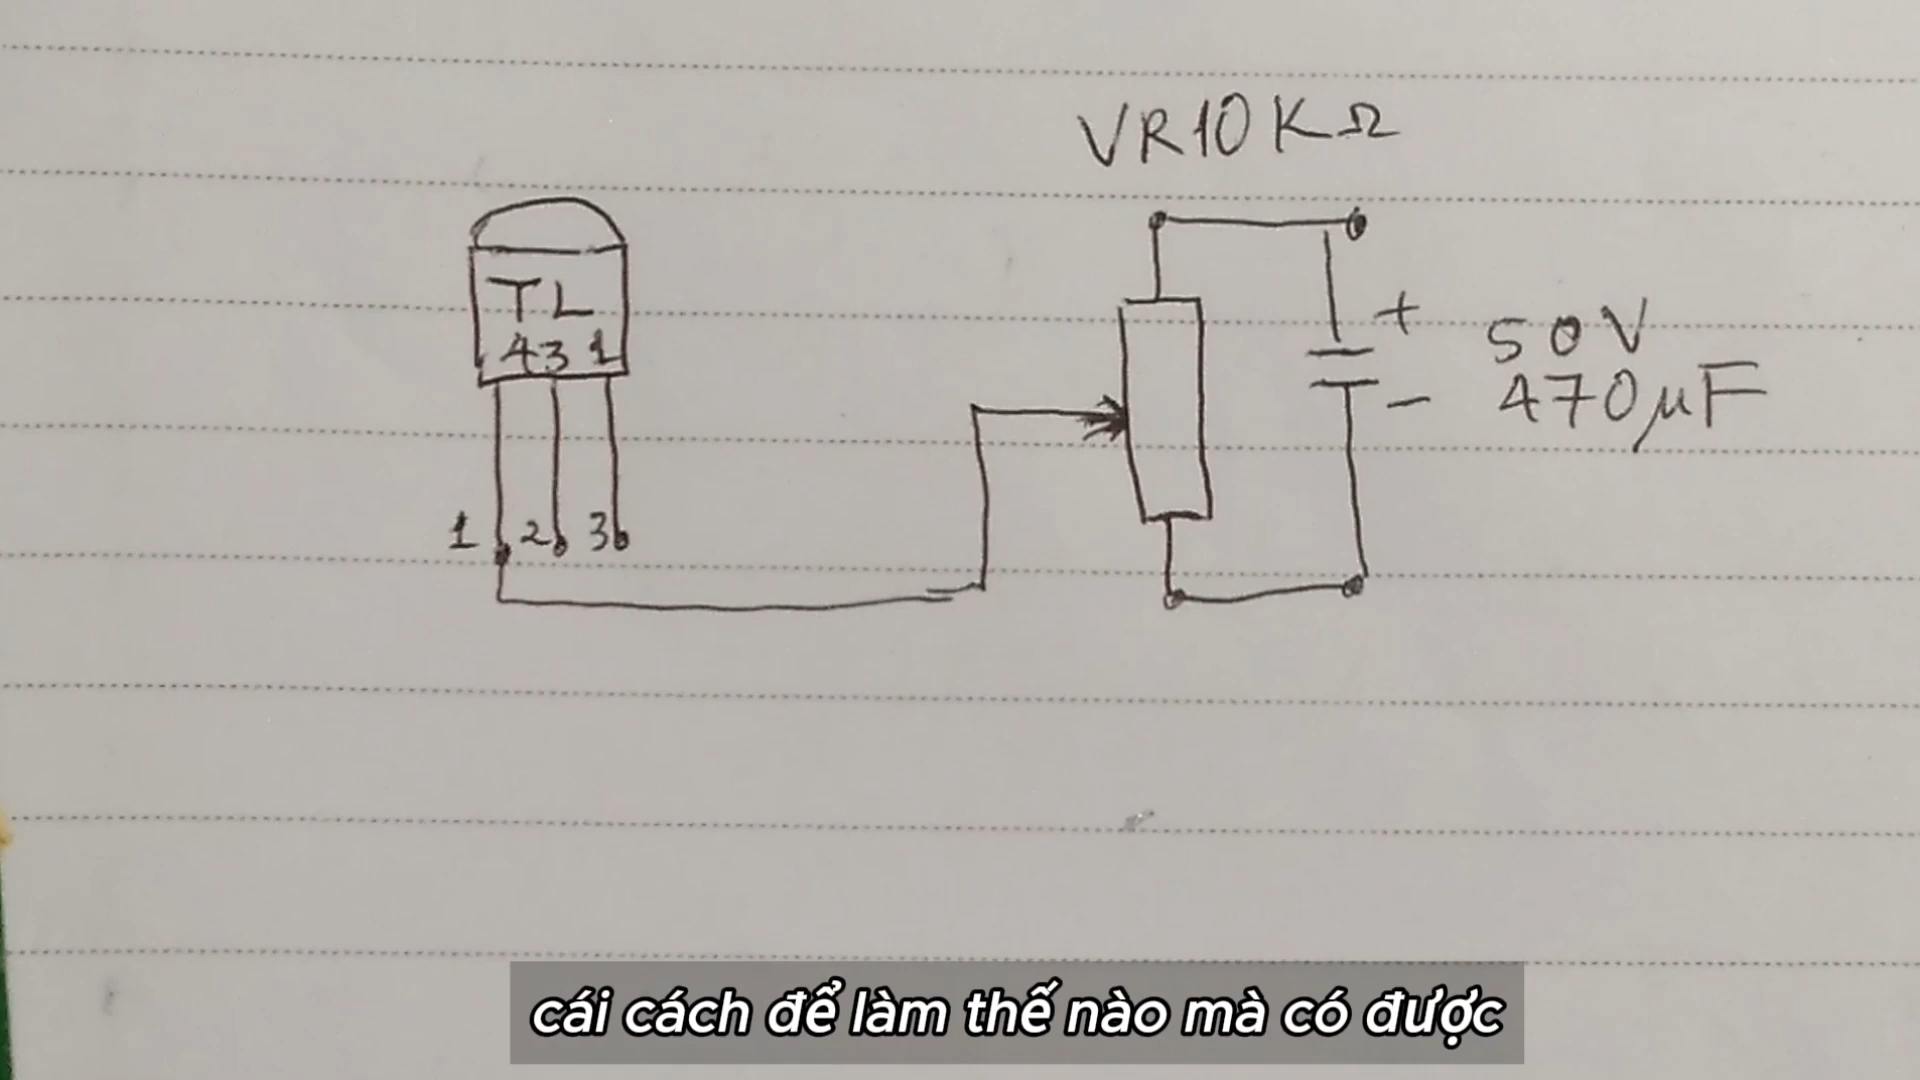 VR10KΩ
TL
431
+ 50V
- 470µF
1 2 3
cái cách để làm thế nào mà có được